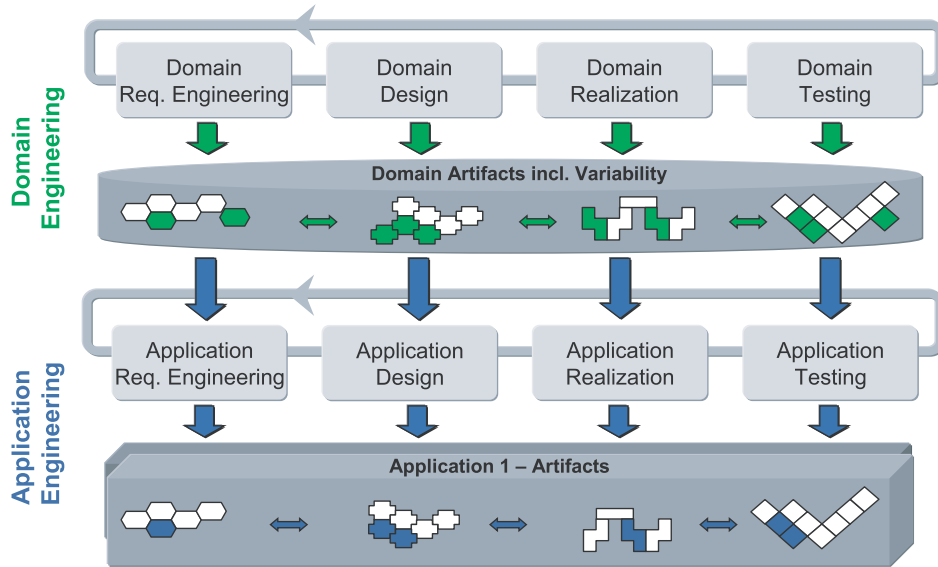 Domain
Engineering
Domain
Req. Engineering
Domain
Design
Domain
Realization
Domain
Testing
Domain Artifacts incl. Variability
Application
Engineering
Application
Req. Engineering
Application
Design
Application
Realization
Application
Testing
Application 1 – Artifacts